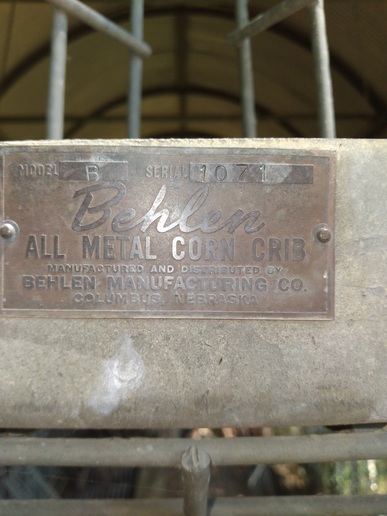 MODEL B SERIAL 1071
Behlen
ALL METAL CORN CRIB
MANUFACTURED AND DISTRIBUTED BY
BEHLEN MANUFACTURING CO.
COLUMBUS, NEBRASKA